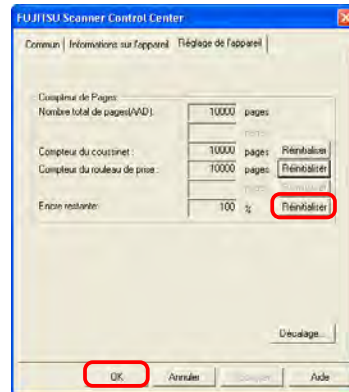 FUJITSU Scanner Control Center
Commun Informations sur l'appareil Réglage de l'appareil
Compteur de Pages
Nombre total de pages(AAD): 10000 pages
Compteur du coussinet: 10000 pages Réinitialiser
Compteur du rouleau de prise: 10000 pages Réinitialiser
Encre restante: 100 % Réinitialiser
Décalage...
OK Annuler Aide